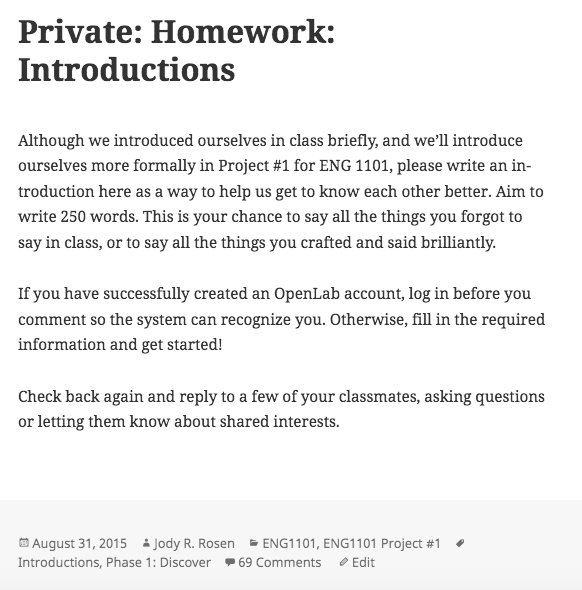 Private: Homework:
Introductions
Although we introduced ourselves in class briefly, and we’ll introduce
ourselves more formally in Project #1 for ENG 1101, please write an in-
troduction here as a way to help us get to know each other better. Aim to
write 250 words. This is your chance to say all the things you forgot to
say in class, or to say all the things you crafted and said brilliantly.
If you have successfully created an OpenLab account, log in before you
comment so the system can recognize you. Otherwise, fill in the required
information and get started!
Check back again and reply to a few of your classmates, asking questions
or letting them know about shared interests.
August 31, 2015 Jody R. Rosen ENG1101, ENG1101 Project #1
Introductions, Phase 1: Discover 69 Comments Edit